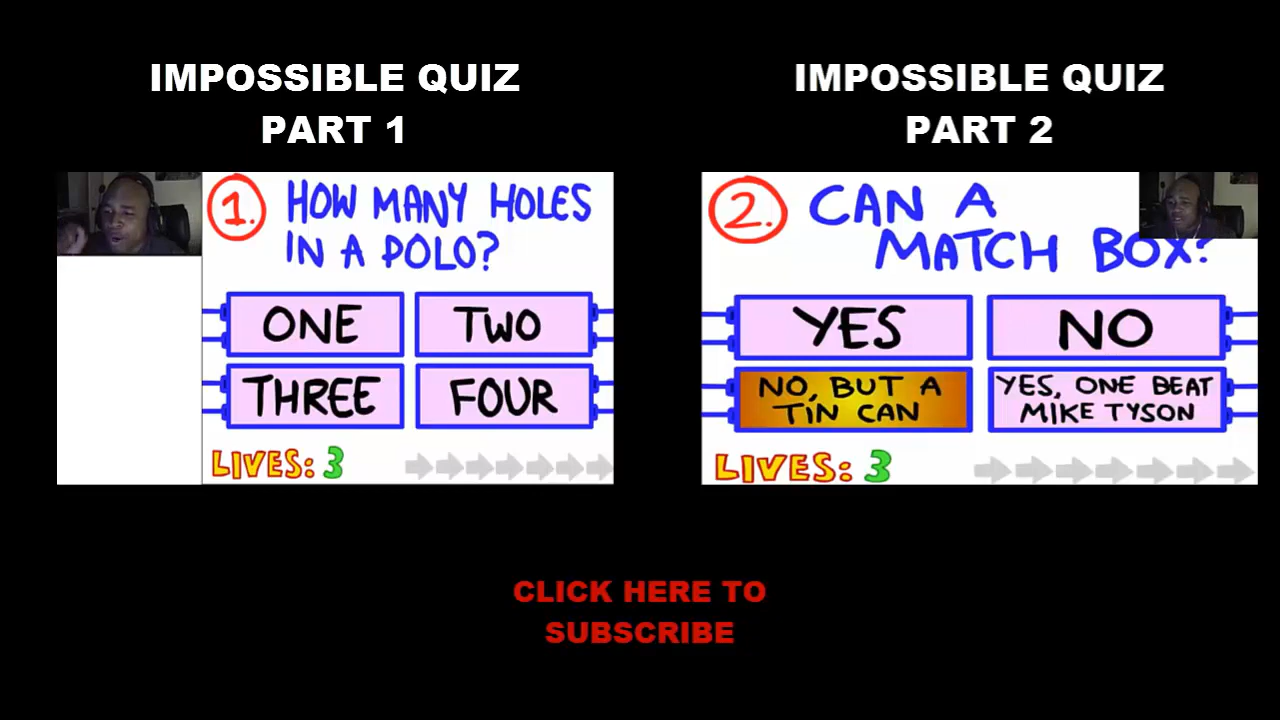 IMPOSSIBLE QUIZ
PART 1
IMPOSSIBLE QUIZ
PART 2
1. HOW MANY HOLES
IN A POLO?
ONE
TWO
THREE
FOUR
LIVES: 3
2. CAN A
MATCH BOX?
YES
NO
NO, BUT A
TIN CAN
YES, ONE BEAT
MIKE TYSON
LIVES: 3
CLICK HERE TO
SUBSCRIBE